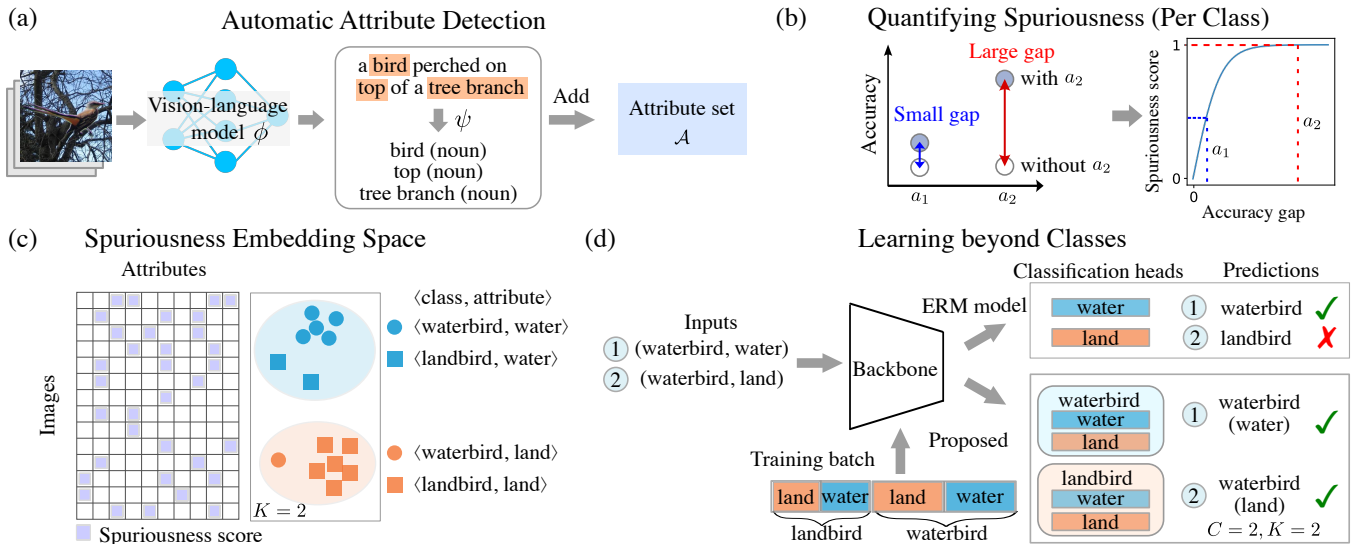 (a) Automatic Attribute Detection
Vision-language
model ϕ
a bird perched on
top of a tree branch
ψ
bird (noun)
top (noun)
tree branch (noun)
Add
Attribute set
𝒜
(b) Quantifying Spuriousness (Per Class)
Accuracy
Large gap
with a₂
Small gap
without a₂
a₁ a₂
Spuriousness score
1
a₂
a₁
0
0
Accuracy gap
(c) Spuriousness Embedding Space
Attributes
Images
Spuriousness score
K = 2
⟨class, attribute⟩
⟨waterbird, water⟩
⟨landbird, water⟩
⟨waterbird, land⟩
⟨landbird, land⟩
(d) Learning beyond Classes
Inputs
1 (waterbird, water)
2 (waterbird, land)
Backbone
Training batch
land water land water
landbird waterbird
ERM model
Proposed
Classification heads Predictions
water 1 waterbird
land 2 landbird
waterbird
water
land
1 waterbird
(water)
landbird
water
land
2 waterbird
(land)
C = 2, K = 2